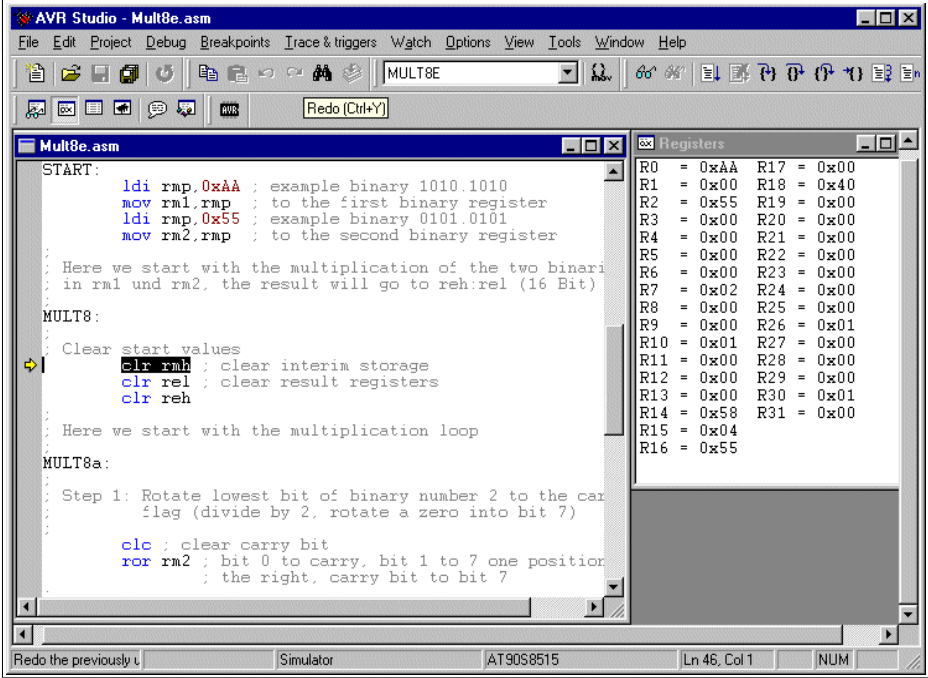 AVR Studio - Mult8e.asm
File Edit Project Debug Breakpoints Trace & triggers Watch Options View Tools Window Help
MULT8E
AVR
Redo (Ctrl+Y)
Mult8e.asm
START:
ldi rmp,0xAA ; example binary 1010.1010
mov rm1,rmp ; to the first binary register
ldi rmp,0x55 ; example binary 0101.0101
mov rm2,rmp ; to the second binary register
;
; Here we start with the multiplication of the two binari
; in rm1 und rm2, the result will go to reh:rel (16 Bit)
;
MULT8:
;
; Clear start values
clr rmh ; clear interim storage
clr rel ; clear result registers
clr reh
;
; Here we start with the multiplication loop
;
MULT8a:
;
; Step 1: Rotate lowest bit of binary number 2 to the car
; flag (divide by 2, rotate a zero into bit 7)
;
clc ; clear carry bit
ror rm2 ; bit 0 to carry, bit 1 to 7 one position
; the right, carry bit to bit 7
Registers
R0 = 0xAA R17 = 0x00
R1 = 0x00 R18 = 0x40
R2 = 0x55 R19 = 0x00
R3 = 0x00 R20 = 0x00
R4 = 0x00 R21 = 0x00
R5 = 0x00 R22 = 0x00
R6 = 0x00 R23 = 0x00
R7 = 0x02 R24 = 0x00
R8 = 0x00 R25 = 0x00
R9 = 0x00 R26 = 0x01
R10 = 0x01 R27 = 0x00
R11 = 0x00 R28 = 0x00
R12 = 0x00 R29 = 0x00
R13 = 0x00 R30 = 0x01
R14 = 0x58 R31 = 0x00
R15 = 0x04
R16 = 0x55
Redo the previously u Simulator AT90S8515 Ln 46, Col 1 NUM